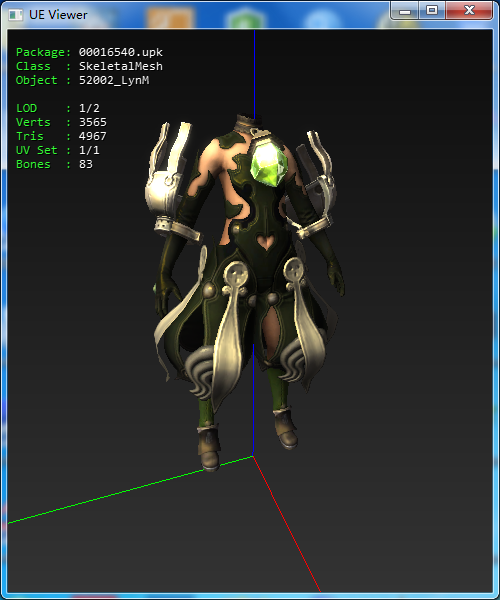 UE Viewer
Package: 00016540.upk
Class : SkeletalMesh
Object : 52002_LynM
LOD : 1/2
Verts : 3565
Tris : 4967
UV Set : 1/1
Bones : 83